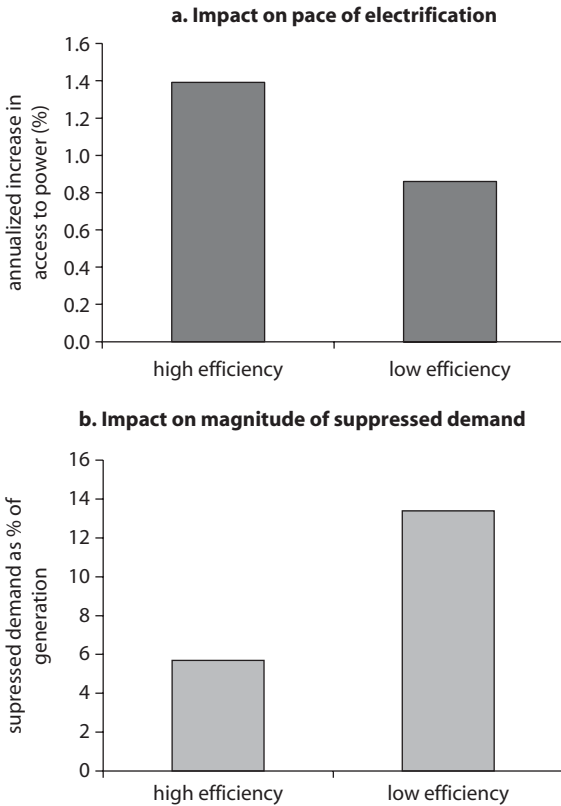 a. Impact on pace of electrification
annualized increase in
access to power (%)
1.6
1.4
1.2
1.0
0.8
0.6
0.4
0.2
0.0
high efficiency
low efficiency
b. Impact on magnitude of suppressed demand
supressed demand as % of
generation
16
14
12
10
8
6
4
2
0
high efficiency
low efficiency